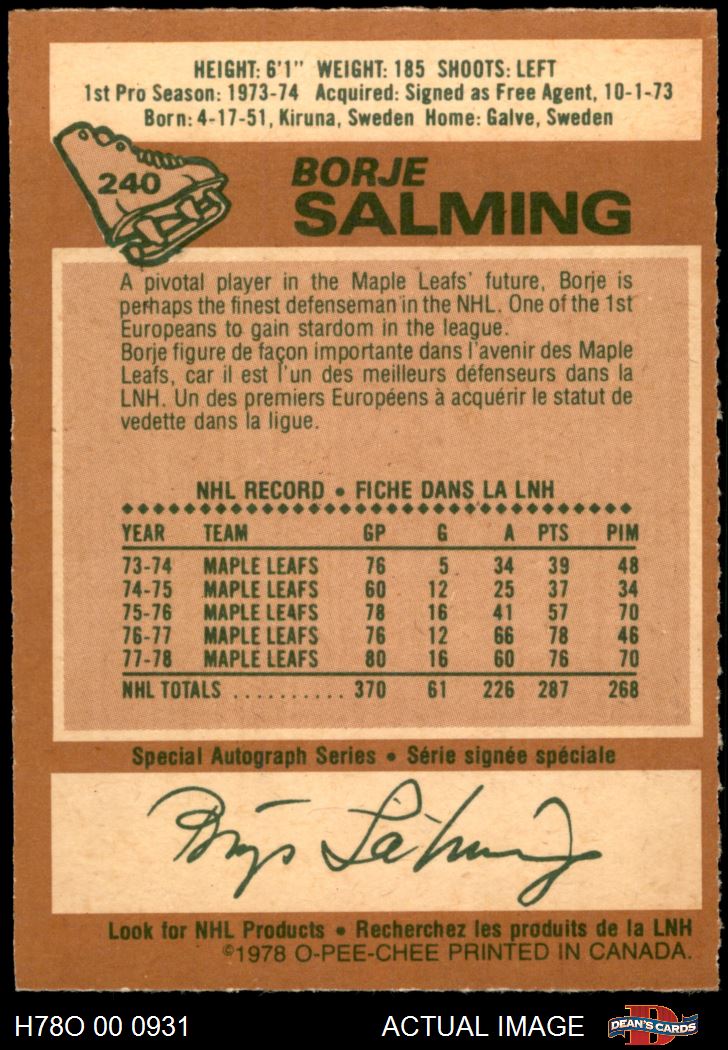 HEIGHT: 6'1" WEIGHT: 185 SHOOTS: LEFT
1st Pro Season: 1973-74 Acquired: Signed as Free Agent, 10-1-73
Born: 4-17-51, Kiruna, Sweden Home: Galve, Sweden
240
BORJE
SALMING
A pivotal player in the Maple Leafs' future, Borje is
perhaps the finest defenseman in the NHL. One of the 1st
Europeans to gain stardom in the league.
Borje figure de façon importante dans l'avenir des Maple
Leafs, car il est l'un des meilleurs défenseurs dans la
LNH. Un des premiers Européens à acquérir le statut de
vedette dans la ligue.
NHL RECORD • FICHE DANS LA LNH
YEAR TEAM GP G A PTS PIM
73-74 MAPLE LEAFS 76 5 34 39 48
74-75 MAPLE LEAFS 60 12 25 37 34
75-76 MAPLE LEAFS 78 16 41 57 70
76-77 MAPLE LEAFS 76 12 66 78 46
77-78 MAPLE LEAFS 80 16 60 76 70
NHL TOTALS .......... 370 61 226 287 268
Special Autograph Series • Série signée spéciale
Borje Salming
Look for NHL Products • Recherchez les produits de la LNH
©1978 O-PEE-CHEE PRINTED IN CANADA.
H78O 00 0931 ACTUAL IMAGE D DEAN'S CARDS